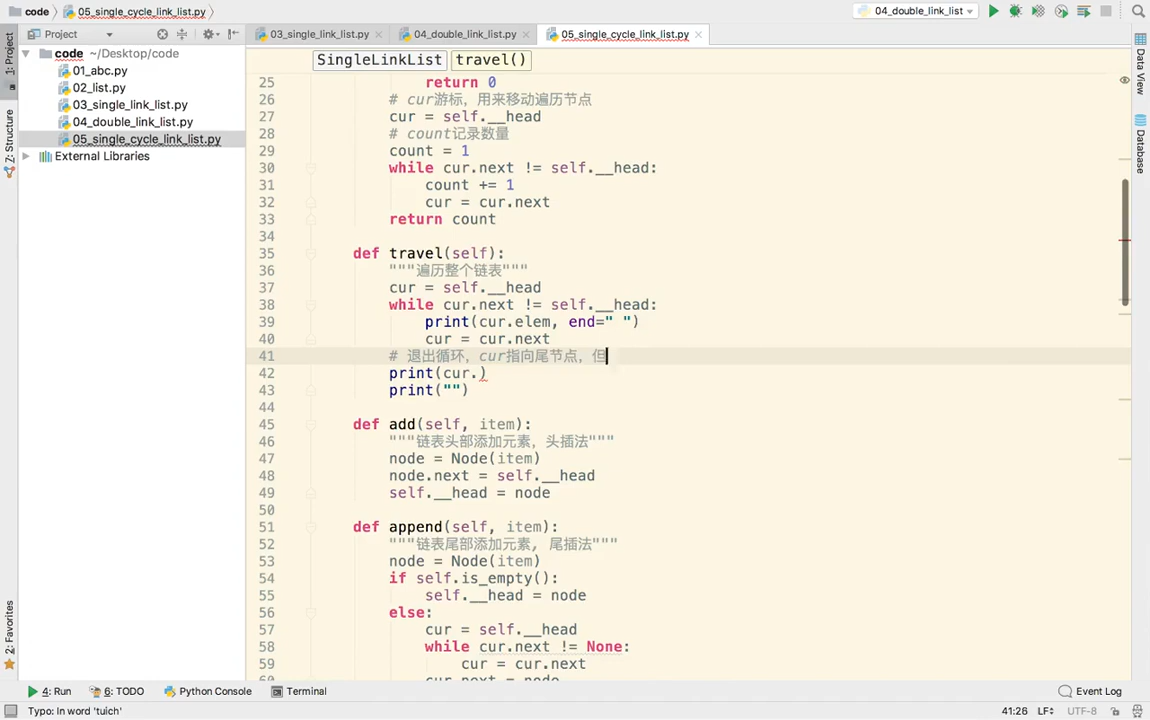 code 05_single_cycle_link_list.py 04_double_link_list
Project 03_single_link_list.py 04_double_link_list.py 05_single_cycle_link_list.py
1: Project
Z: Structure
2: Favorites
Data View
Database
code ~/Desktop/code
01_abc.py
02_list.py
03_single_link_list.py
04_double_link_list.py
05_single_cycle_link_list.py
External Libraries
SingleLinkList travel()
25 return 0
26 # cur游标，用来移动遍历节点
27 cur = self.__head
28 # count记录数量
29 count = 1
30 while cur.next != self.__head:
31 count += 1
32 cur = cur.next
33 return count
34
35 def travel(self):
36 """遍历整个链表"""
37 cur = self.__head
38 while cur.next != self.__head:
39 print(cur.elem, end=" ")
40 cur = cur.next
41 # 退出循环，cur指向尾节点，但
42 print(cur.)
43 print("")
44
45 def add(self, item):
46 """链表头部添加元素，头插法"""
47 node = Node(item)
48 node.next = self.__head
49 self.__head = node
50
51 def append(self, item):
52 """链表尾部添加元素, 尾插法"""
53 node = Node(item)
54 if self.is_empty():
55 self.__head = node
56 else:
57 cur = self.__head
58 while cur.next != None:
59 cur = cur.next
4: Run 6: TODO Python Console Terminal Event Log
Typo: In word 'tuich' 41:26 LF UTF-8